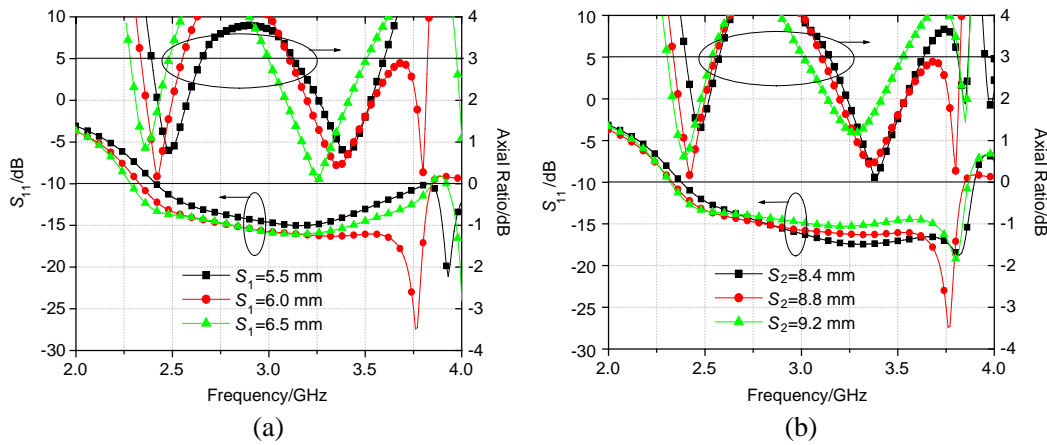 10
5
0
-5
-10
-15
-20
-25
-30
S11/dB
4
3
2
1
0
-1
-2
-3
-4
Axial Ratio/dB
S1=5.5 mm
S1=6.0 mm
S1=6.5 mm
2.0 2.5 3.0 3.5 4.0
Frequency/GHz
(a)
10
5
0
-5
-10
-15
-20
-25
-30
S11/dB
4
3
2
1
0
-1
-2
-3
-4
Axial Ratio/dB
S2=8.4 mm
S2=8.8 mm
S2=9.2 mm
2.0 2.5 3.0 3.5 4.0
Frequency/GHz
(b)